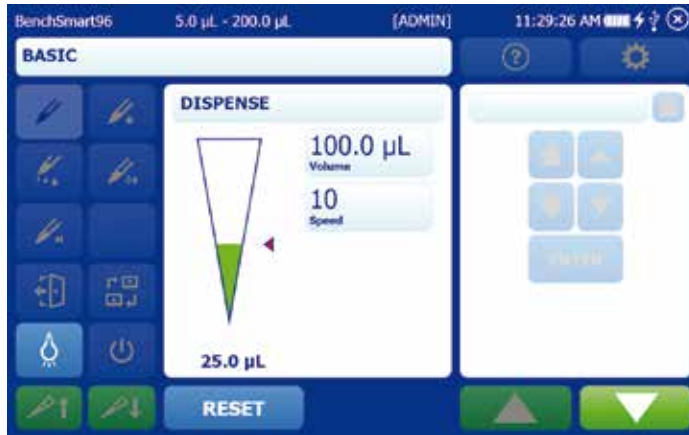 BenchSmart96 5.0 µL - 200.0 µL [ADMIN] 11:29:26 AM
BASIC
?
DISPENSE
100.0 µL
Volume
10
Speed
ENTER
25.0 µL
RESET